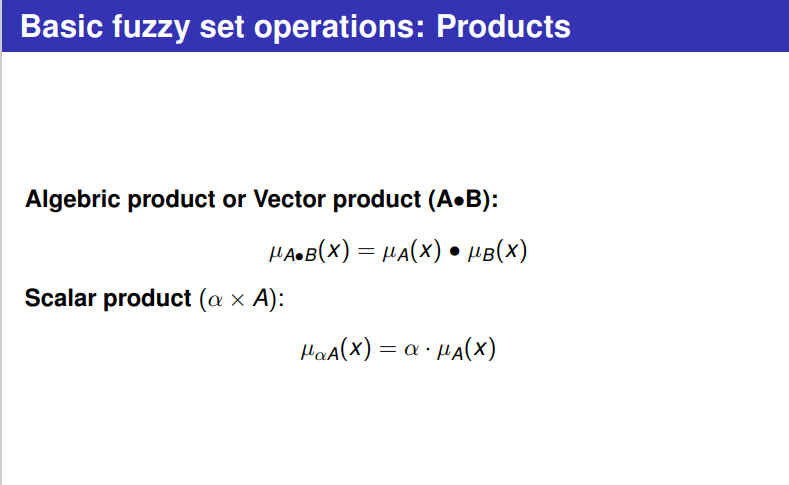 Basic fuzzy set operations: Products
Algebric product or Vector product (A•B):
μA•B(x) = μA(x) • μB(x)
Scalar product (α × A):
μαA(x) = α · μA(x)